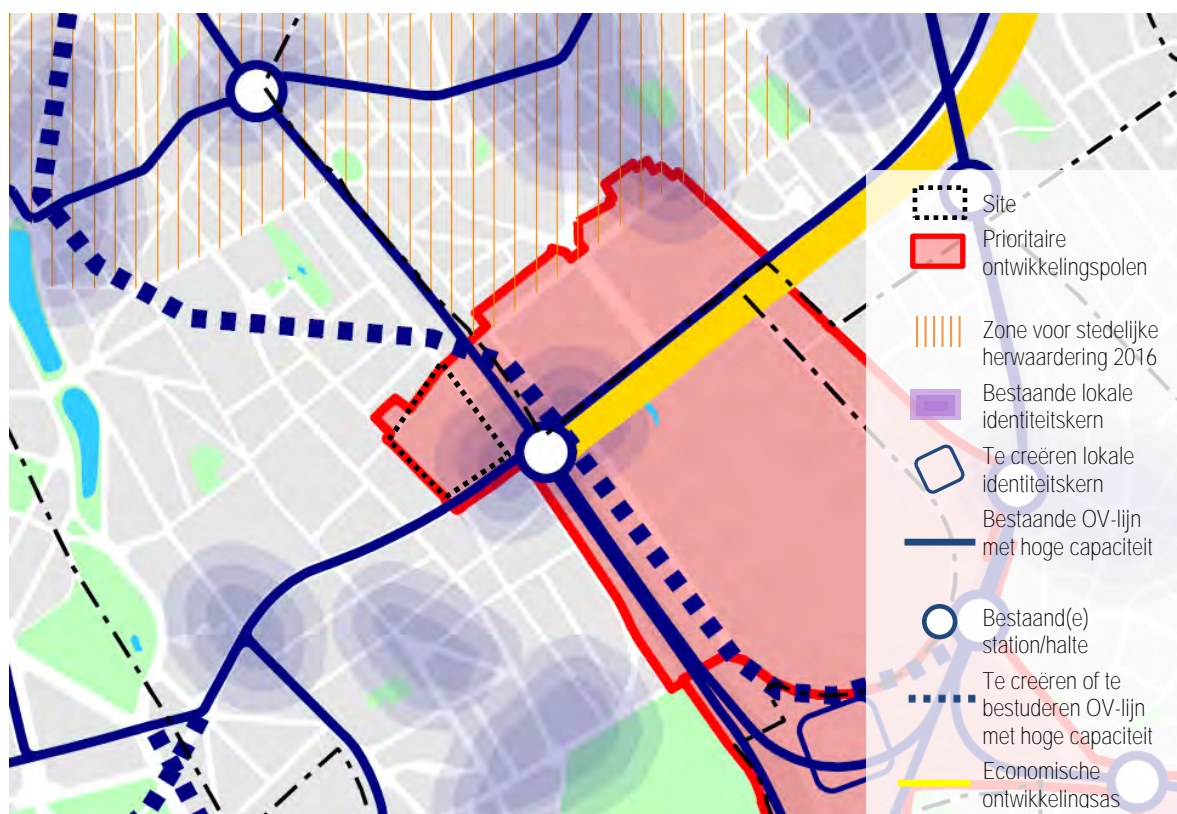 Site
Prioritaire
ontwikkelingspolen
Zone voor stedelijke
herwaardering 2016
Bestaande lokale
identiteitskern
Te creëren lokale
identiteitskern
Bestaande OV-lijn
met hoge capaciteit
Bestaand(e)
station/halte
Te creëren of te
bestuderen OV-lijn
met hoge capaciteit
Economische
ontwikkelingsas